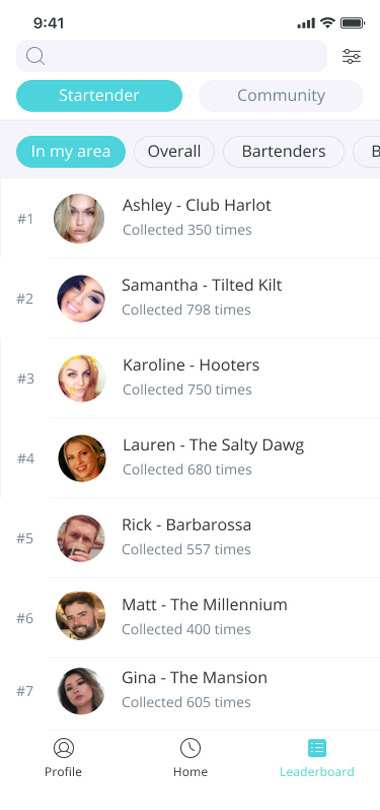 9:41
Startender
Community
In my area
Overall
Bartenders
B
#1
Ashley - Club Harlot
Collected 350 times
#2
Samantha - Tilted Kilt
Collected 798 times
#3
Karoline - Hooters
Collected 750 times
#4
Lauren - The Salty Dawg
Collected 680 times
#5
Rick - Barbarossa
Collected 557 times
#6
Matt - The Millennium
Collected 400 times
#7
Gina - The Mansion
Collected 605 times
Profile
Home
Leaderboard